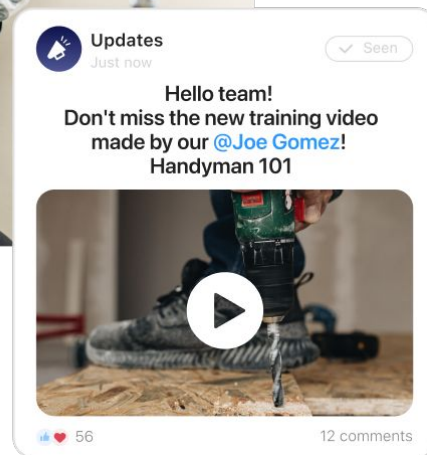 Updates
Just now
Seen
Hello team!
Don't miss the new training video
made by our @Joe Gomez!
Handyman 101
56
12 comments